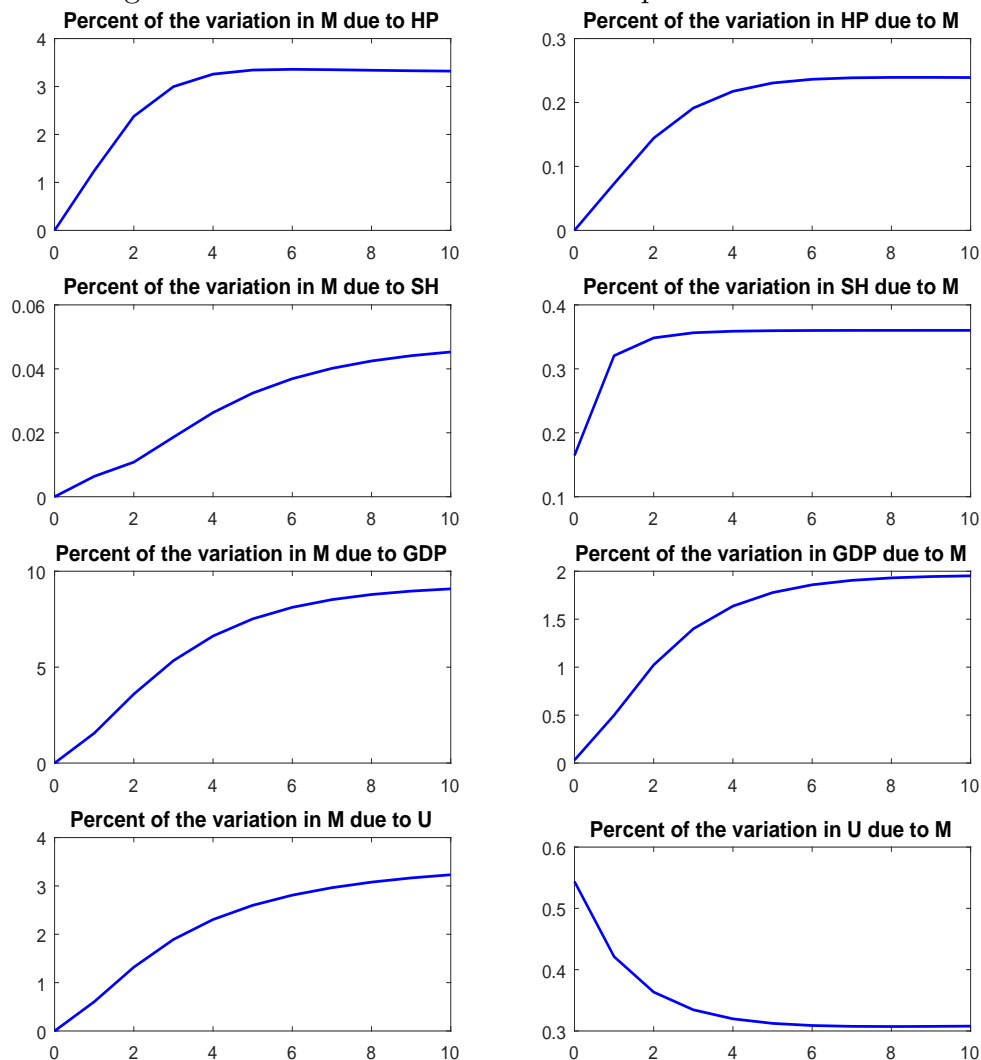 Percent of the variation in M due to HP
4
3
2
1
0
0 2 4 6 8 10
Percent of the variation in HP due to M
0.3
0.2
0.1
0
0 2 4 6 8 10
Percent of the variation in M due to SH
0.06
0.04
0.02
0
0 2 4 6 8 10
Percent of the variation in SH due to M
0.4
0.3
0.2
0.1
0 2 4 6 8 10
Percent of the variation in M due to GDP
10
5
0
0 2 4 6 8 10
Percent of the variation in GDP due to M
2
1.5
1
0.5
0
0 2 4 6 8 10
Percent of the variation in M due to U
4
3
2
1
0
0 2 4 6 8 10
Percent of the variation in U due to M
0.6
0.5
0.4
0.3
0 2 4 6 8 10